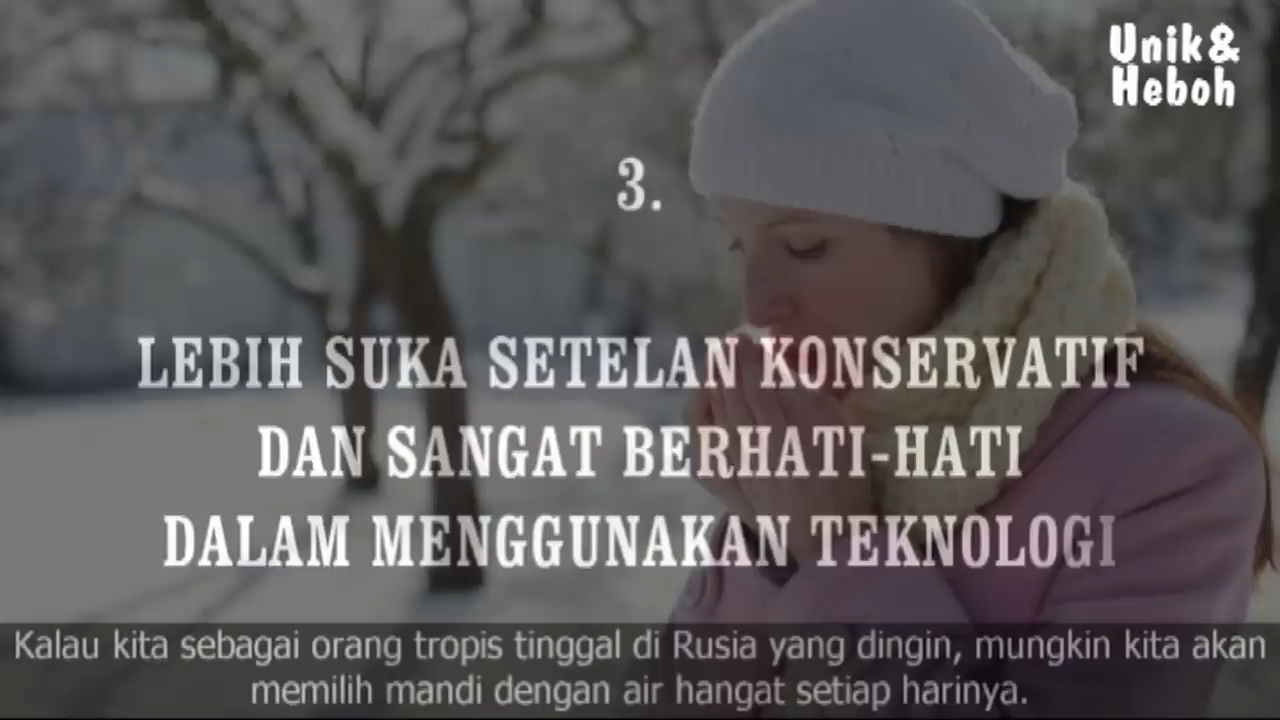 Unik&
Heboh
3.
LEBIH SUKA SETELAN KONSERVATIF
DAN SANGAT BERHATI-HATI
DALAM MENGGUNAKAN TEKNOLOGI
Kalau kita sebagai orang tropis tinggal di Rusia yang dingin, mungkin kita akan
memilih mandi dengan air hangat setiap harinya.